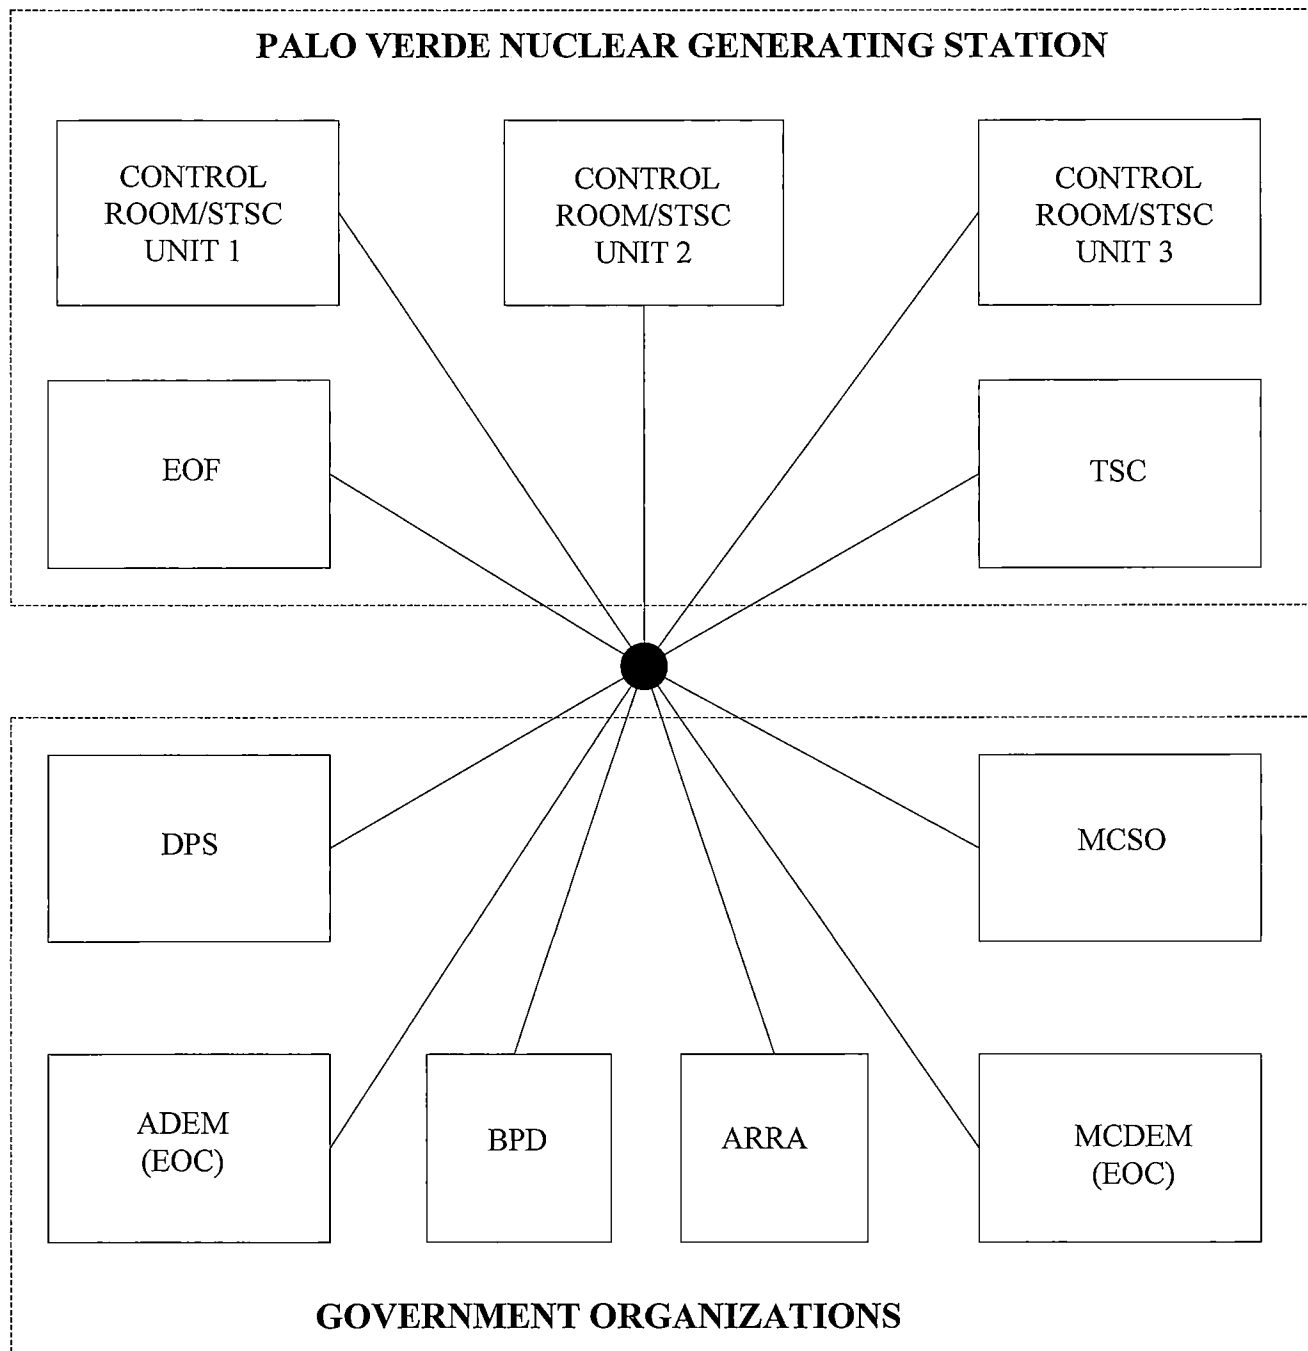 PALO VERDE NUCLEAR GENERATING STATION
CONTROL
ROOM/STSC
UNIT 1
CONTROL
ROOM/STSC
UNIT 2
CONTROL
ROOM/STSC
UNIT 3
EOF
TSC
DPS
MCSO
ADEM
(EOC)
BPD
ARRA
MCDEM
(EOC)
GOVERNMENT ORGANIZATIONS